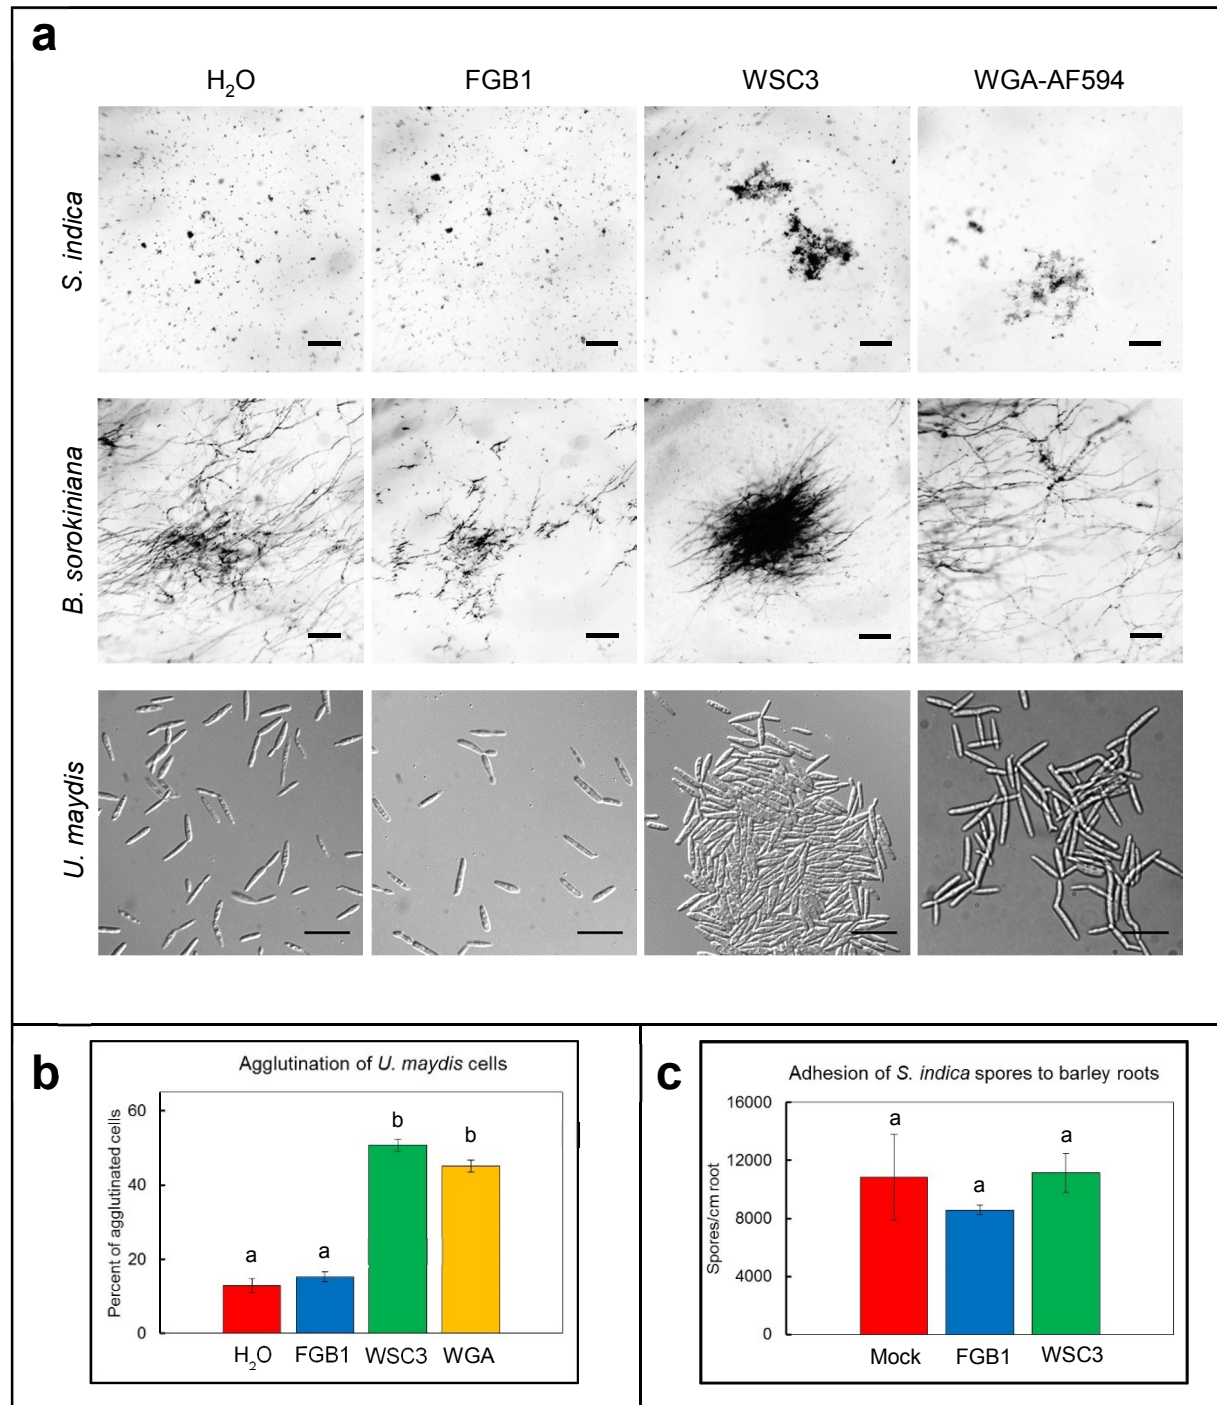 a
H₂O FGB1 WSC3 WGA-AF594
S. indica
B. sorokiniana
U. maydis
b
Agglutination of U. maydis cells
Percent of agglutinated cells
60
40
20
0
a a b b
H₂O FGB1 WSC3 WGA
c
Adhesion of S. indica spores to barley roots
Spores/cm root
16000
12000
8000
4000
0
a a a
Mock FGB1 WSC3